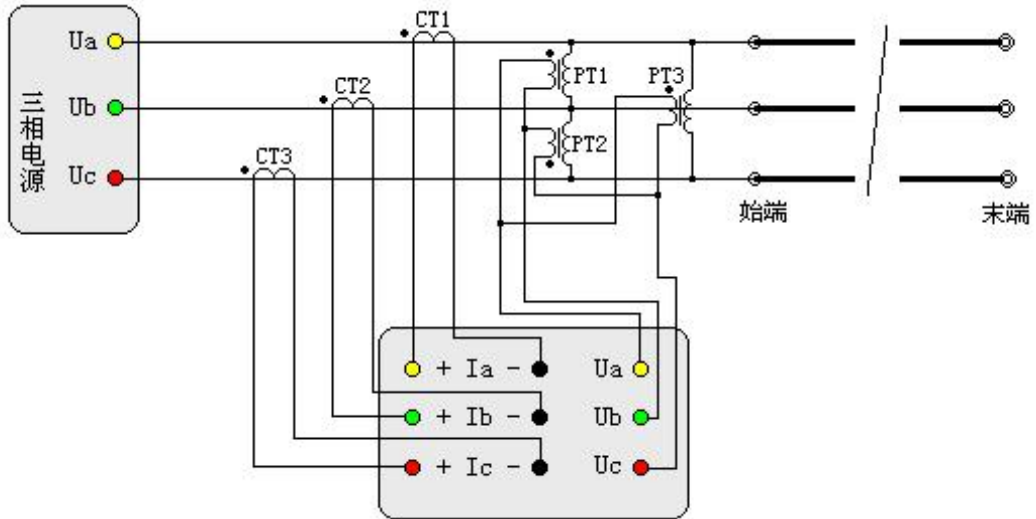 CT1
Ua
CT2
PT1
PT3
三相电源
Ub
CT3
PT2
Uc
始端
末端
+ Ia - Ua
+ Ib - Ub
+ Ic - Uc